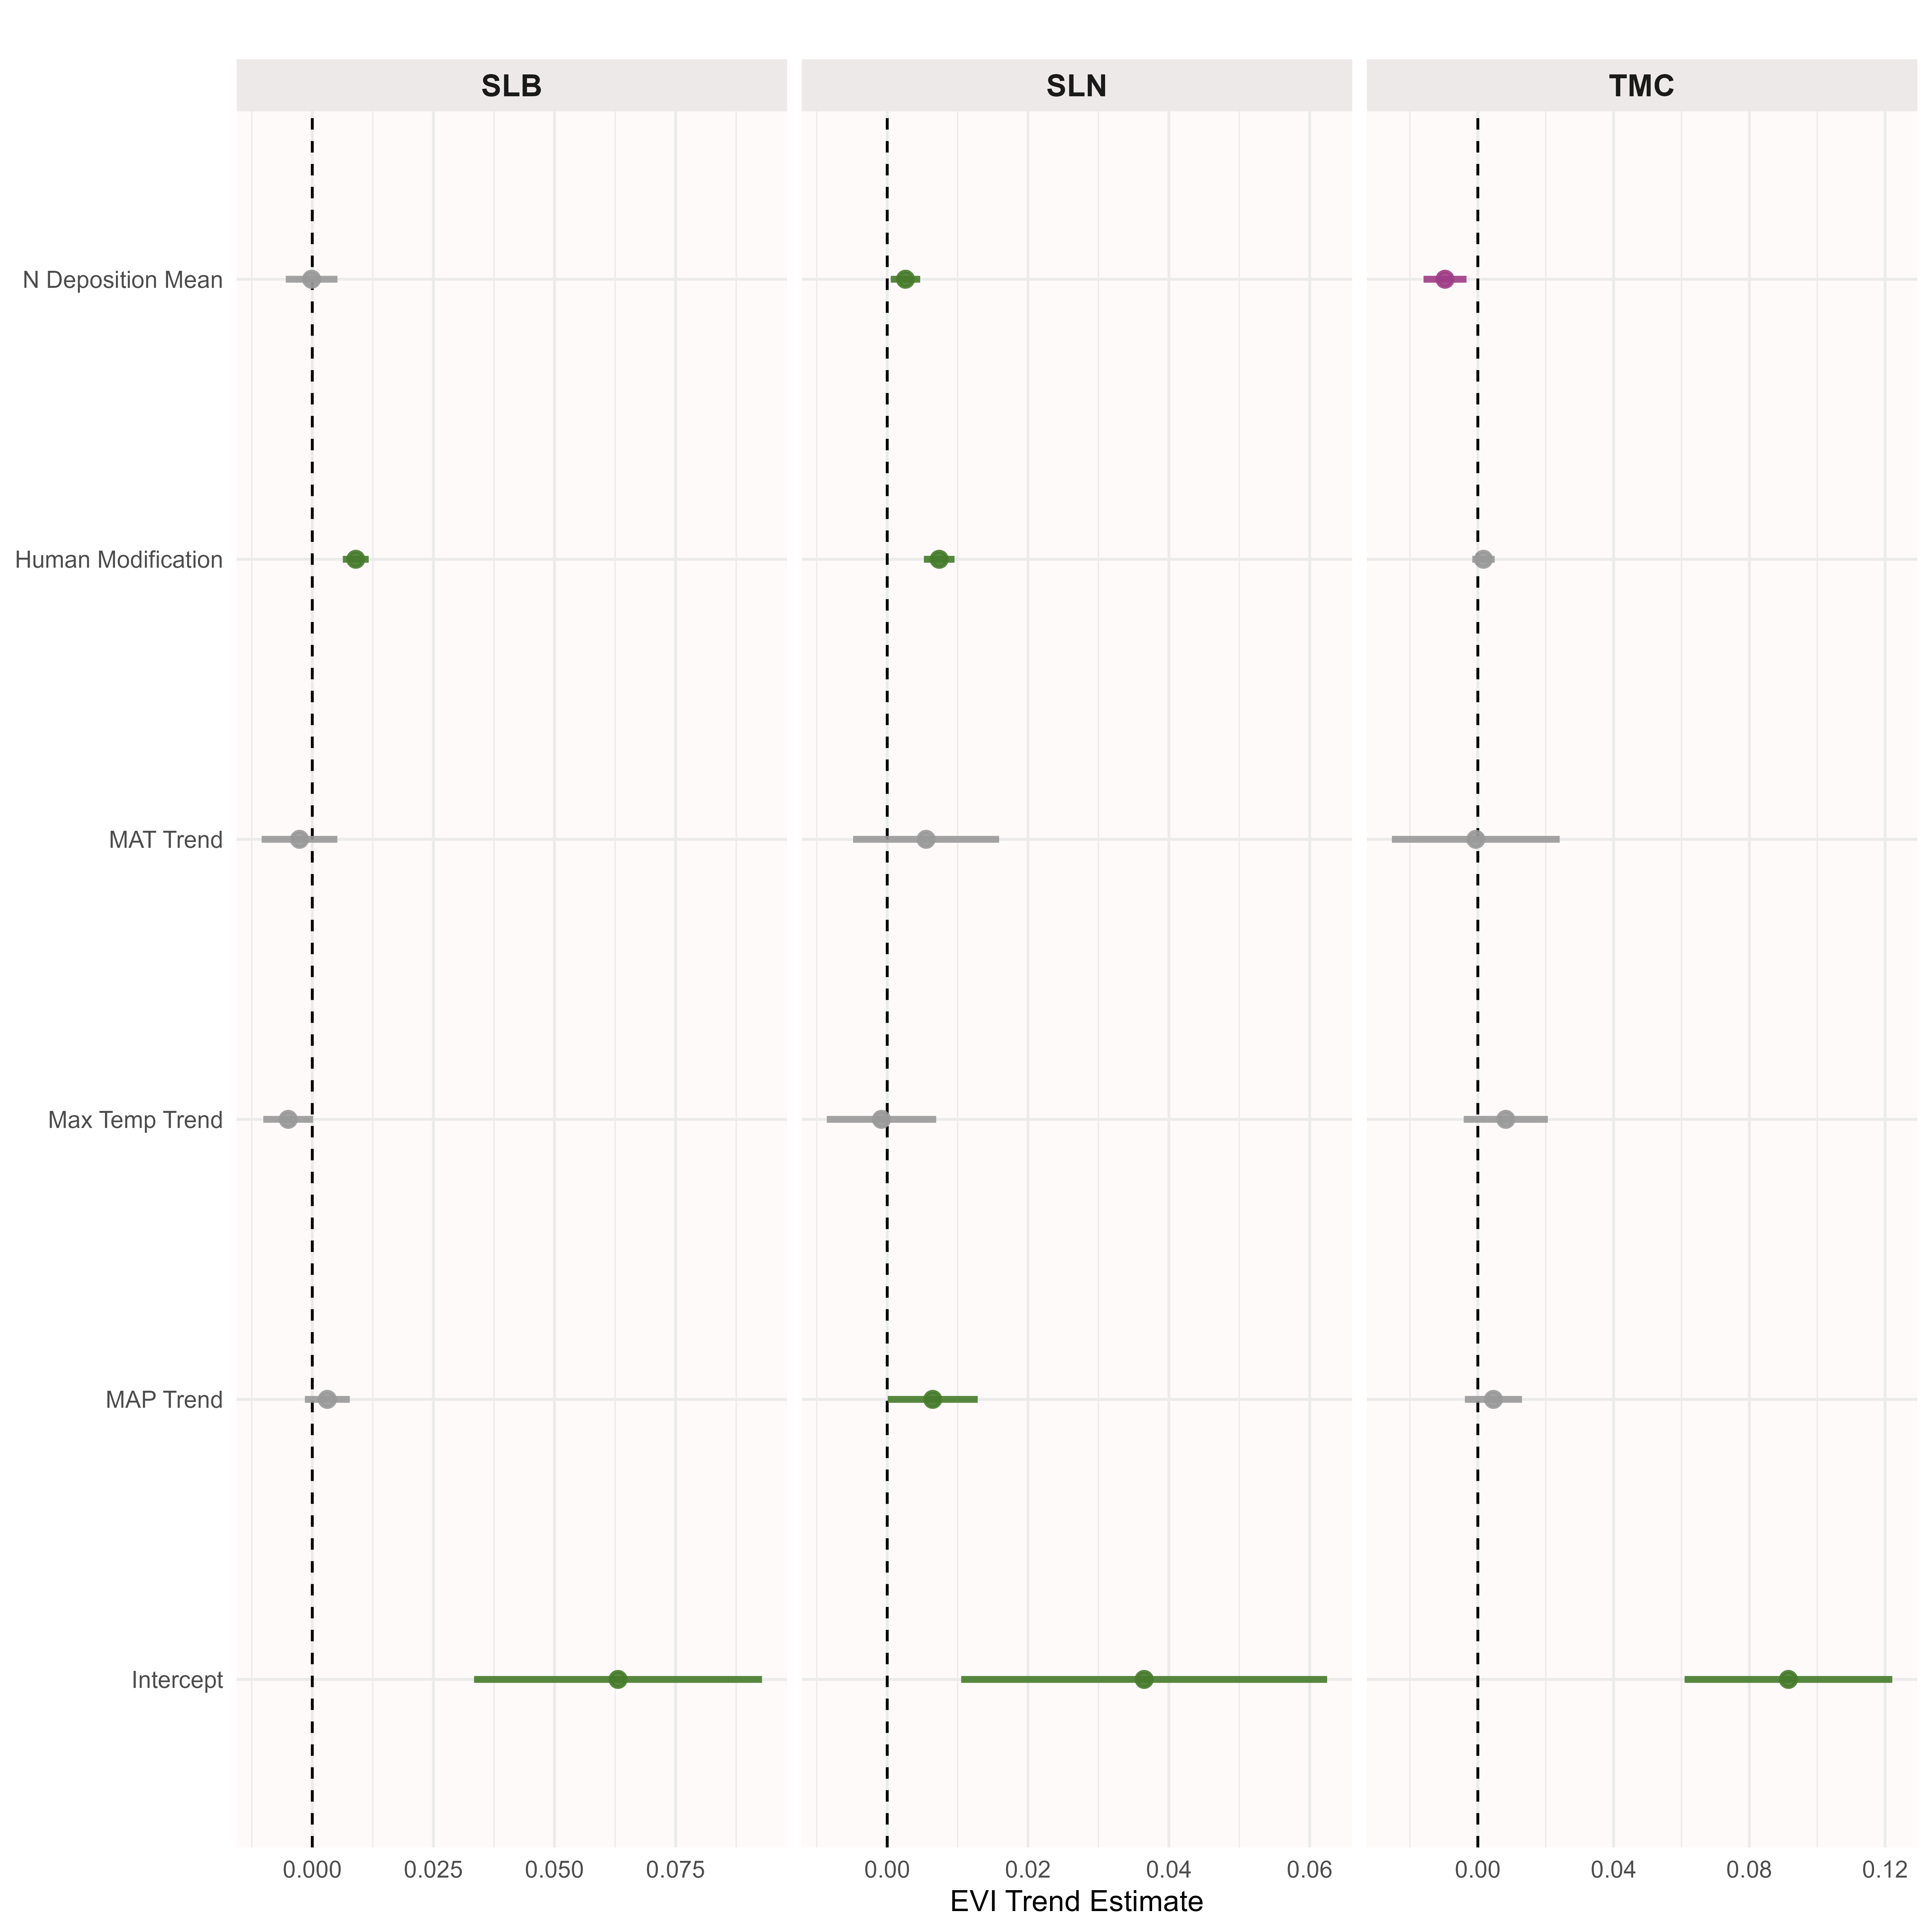 SLB SLN TMC
N Deposition Mean
Human Modification
MAT Trend
Max Temp Trend
MAP Trend
Intercept
0.000 0.025 0.050 0.075 0.00 0.02 0.04 0.06 0.00 0.04 0.08 0.12
EVI Trend Estimate